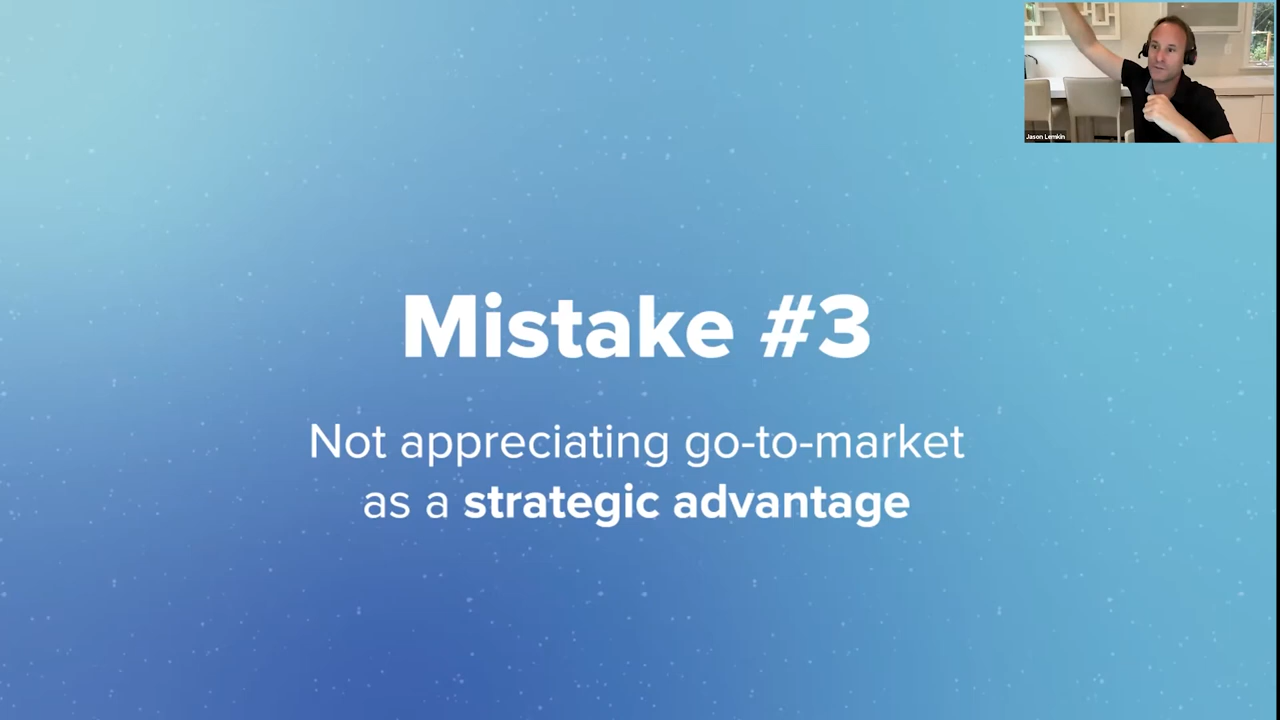 Jason Lemkin
Mistake #3
Not appreciating go-to-market
as a strategic advantage